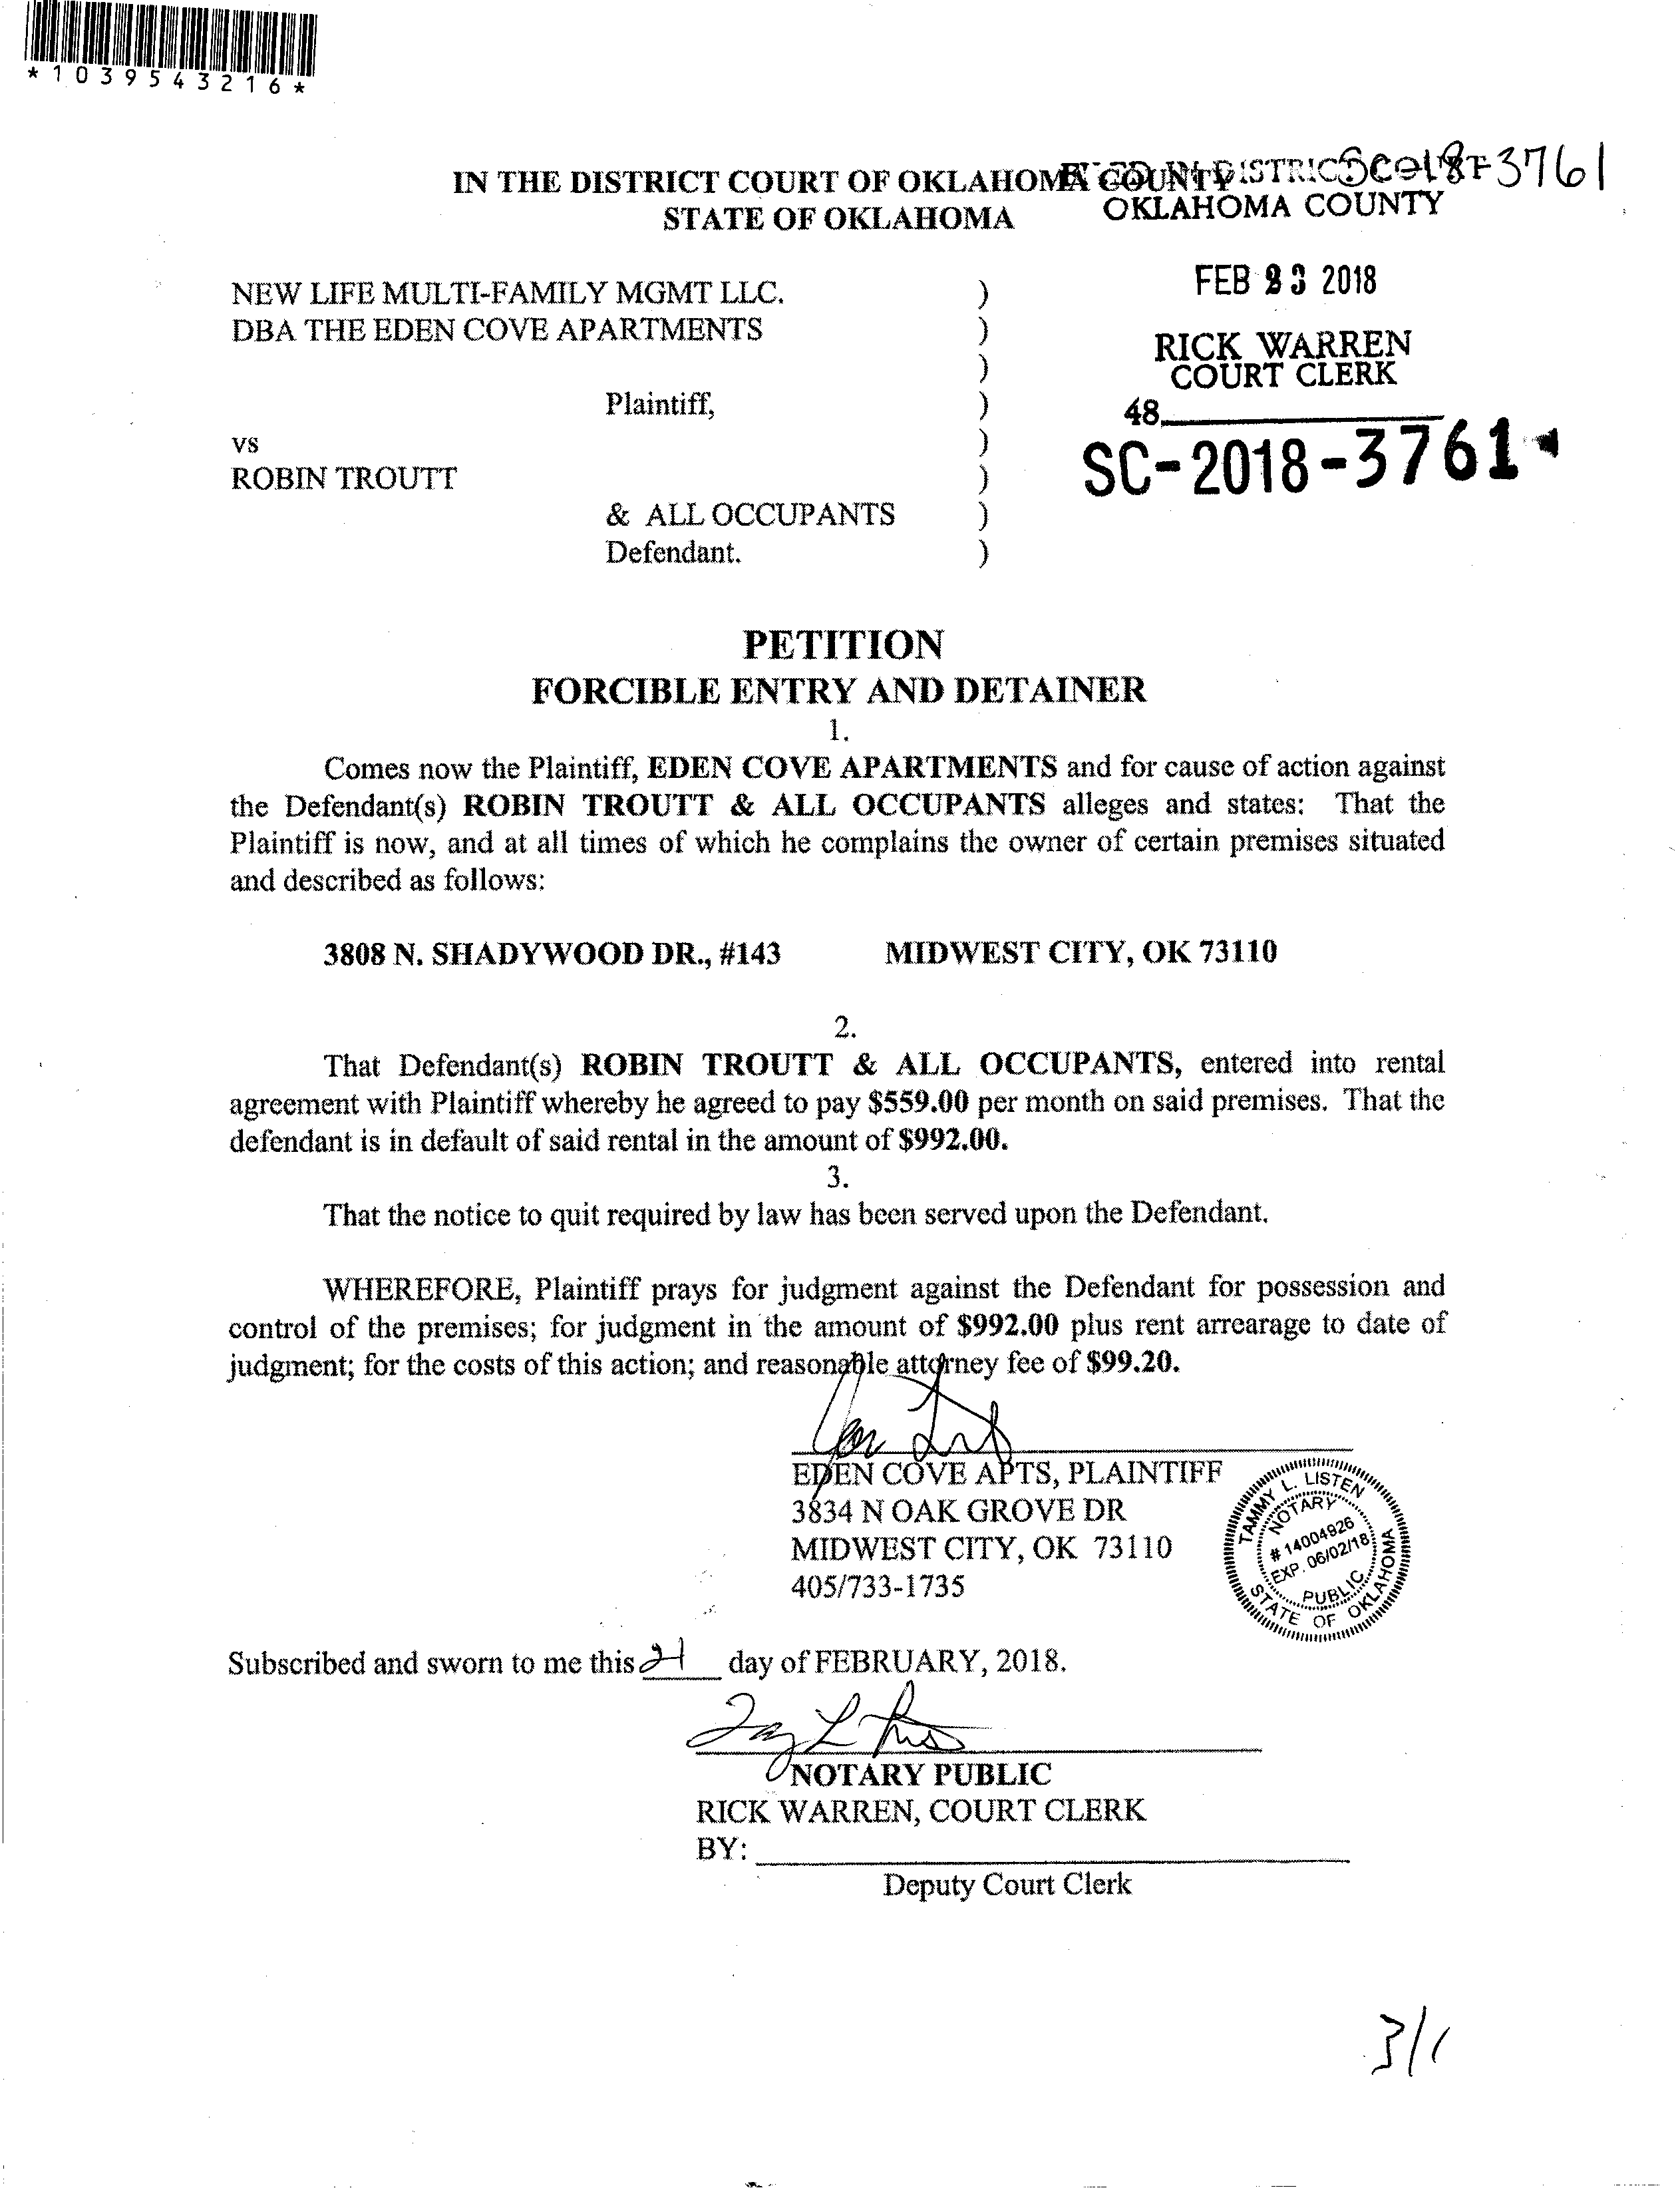 *1039543216*
SC-18-3761
IN THE DISTRICT COURT OF OKLAHOMA COUNTY
STATE OF OKLAHOMA
FILED IN DISTRICT COURT
OKLAHOMA COUNTY
FEB 23 2018
RICK WARREN
COURT CLERK
48
SC-2018-3761
NEW LIFE MULTI-FAMILY MGMT LLC. )
DBA THE EDEN COVE APARTMENTS )
)
Plaintiff, )
vs )
ROBIN TROUTT )
& ALL OCCUPANTS )
Defendant. )
PETITION
FORCIBLE ENTRY AND DETAINER
1.
Comes now the Plaintiff, EDEN COVE APARTMENTS and for cause of action against
the Defendant(s) ROBIN TROUTT & ALL OCCUPANTS alleges and states: That the
Plaintiff is now, and at all times of which he complains the owner of certain premises situated
and described as follows:
3808 N. SHADYWOOD DR., #143 MIDWEST CITY, OK 73110
2.
That Defendant(s) ROBIN TROUTT & ALL OCCUPANTS, entered into rental
agreement with Plaintiff whereby he agreed to pay $559.00 per month on said premises. That the
defendant is in default of said rental in the amount of $992.00.
3.
That the notice to quit required by law has been served upon the Defendant.
WHEREFORE, Plaintiff prays for judgment against the Defendant for possession and
control of the premises; for judgment in the amount of $992.00 plus rent arrearage to date of
judgment; for the costs of this action; and reasonable attorney fee of $99.20.
EDEN COVE APTS, PLAINTIFF
3834 N OAK GROVE DR
MIDWEST CITY, OK 73110
405/733-1735
TAMMY L. LISTEN
NOTARY
# 14004926
EXP. 06/02/18
PUBLIC
STATE OF OKLAHOMA
Subscribed and sworn to me this 21 day of FEBRUARY, 2018.
NOTARY PUBLIC
RICK WARREN, COURT CLERK
BY:
Deputy Court Clerk
3/1